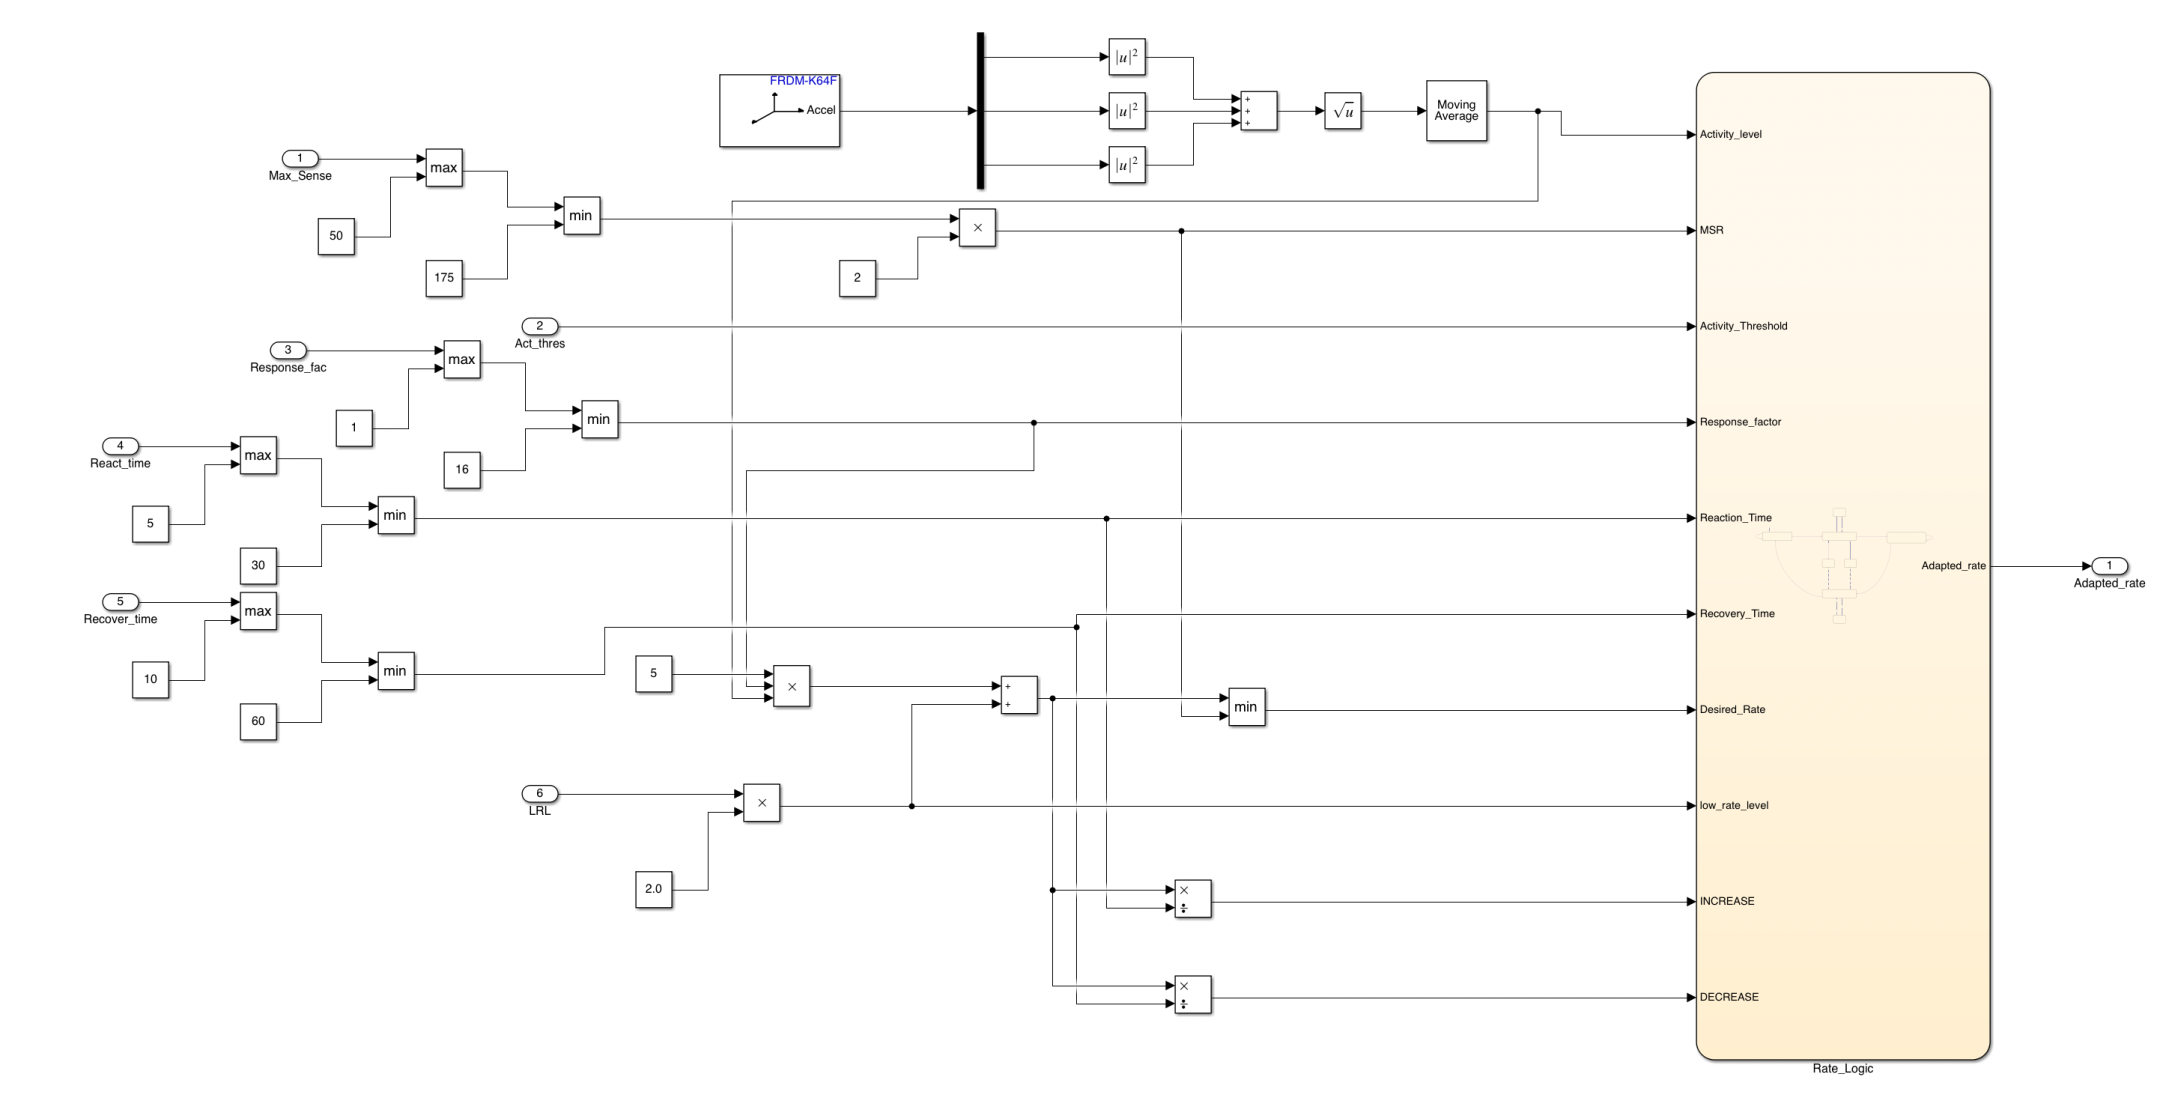 FRDM-K64F
Accel
|u|²
|u|²
|u|²
+
+
+
√u
Moving
Average
1
Max_Sense
max
50
min
175
×
2
2
Act_thres
3
Response_fac
max
1
min
16
4
React_time
max
5
min
30
5
Recover_time
max
10
min
60
5
×
+
+
min
6
LRL
×
2.0
×
÷
×
÷
Activity_level
MSR
Activity_Threshold
Response_factor
Reaction_Time
Recovery_Time
Desired_Rate
low_rate_level
INCREASE
DECREASE
Adapted_rate
Rate_Logic
1
Adapted_rate